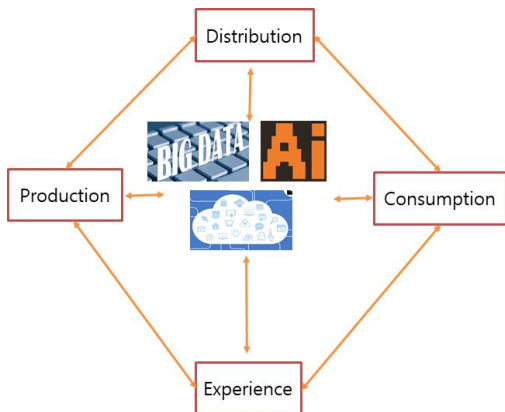 Distribution
BIG DATA
Ai
Production
Consumption
Experience